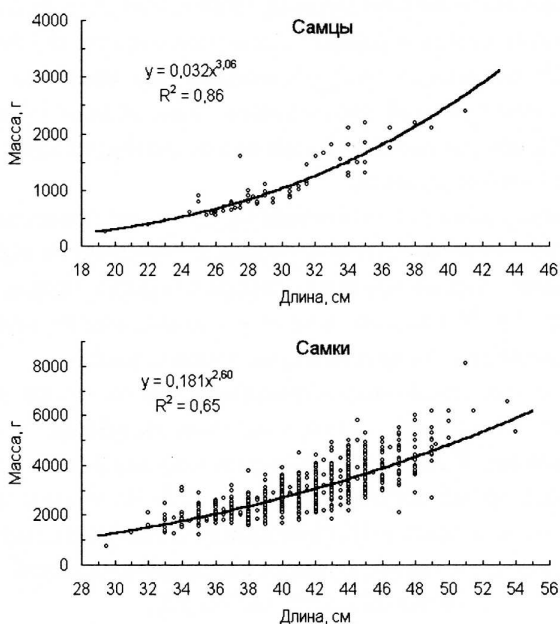 Самцы
4000
3000
2000
1000
0
Масса, г
y = 0,032x^3,06
R² = 0,86
18 20 22 24 26 28 30 32 34 36 38 40 42 44 46
Длина, см
Самки
8000
6000
4000
2000
0
Масса, г
y = 0,181x^2,60
R² = 0,65
28 30 32 34 36 38 40 42 44 46 48 50 52 54 56
Длина, см